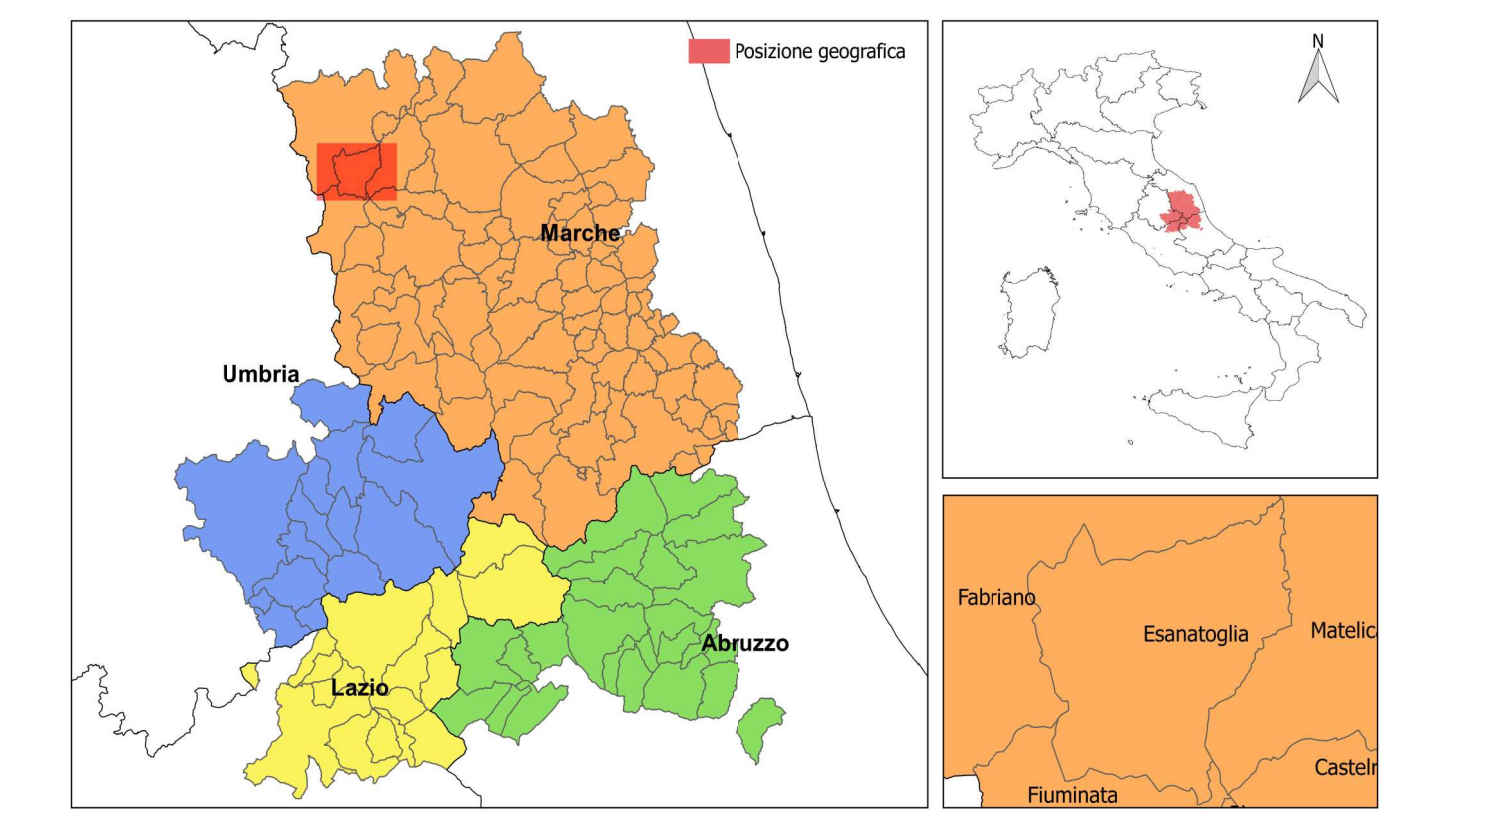 Posizione geografica
Marche
Umbria
Abruzzo
Lazio
N
Fabriano
Esanatoglia
Matelic
Castelr
Fiuminata